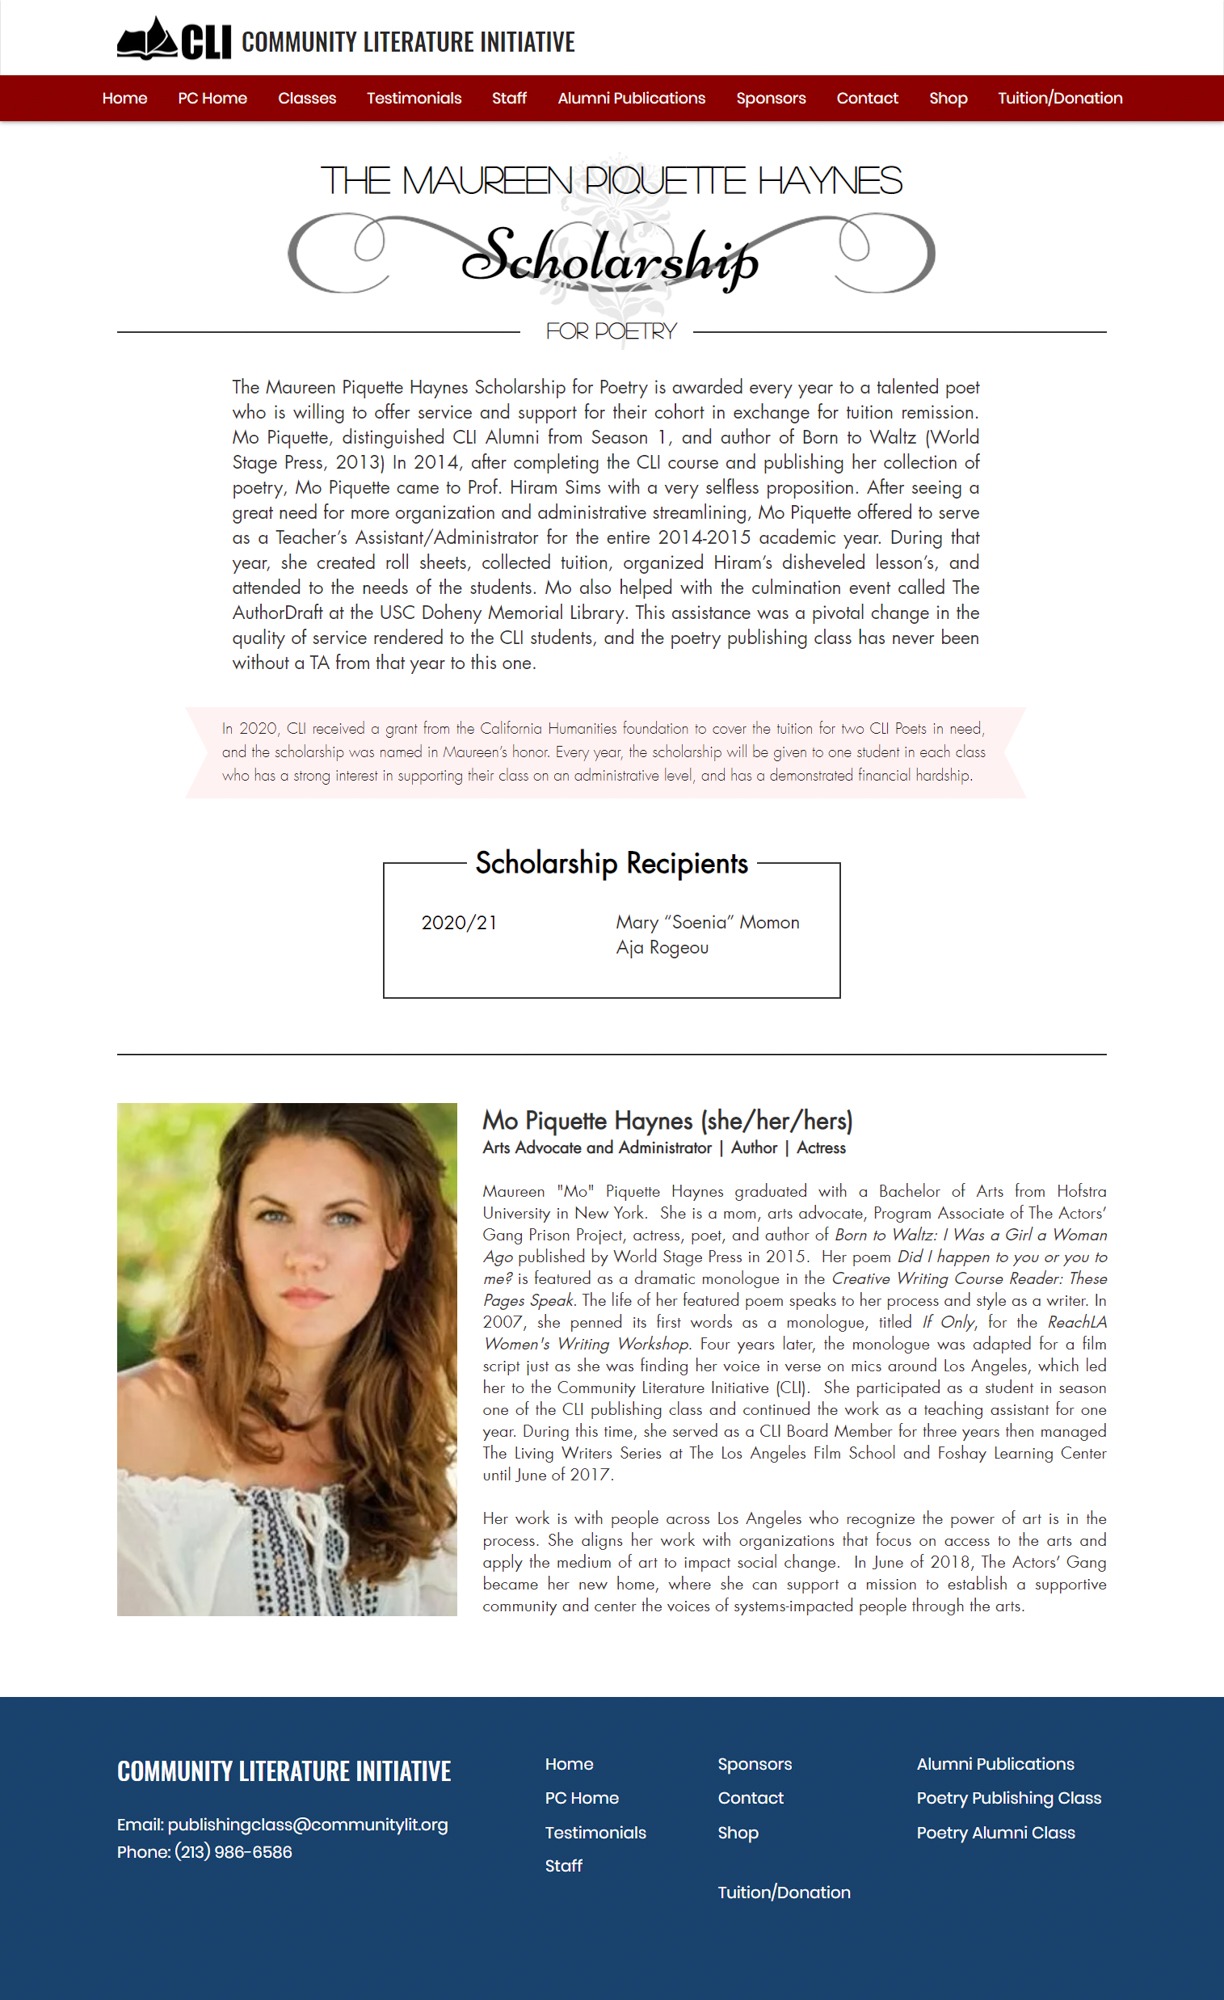 CLI COMMUNITY LITERATURE INITIATIVE
Home PC Home Classes Testimonials Staff Alumni Publications Sponsors Contact Shop Tuition/Donation
THE MAUREEN PIQUETTE HAYNES
Scholarship
FOR POETRY
The Maureen Piquette Haynes Scholarship for Poetry is awarded every year to a talented poet
who is willing to offer service and support for their cohort in exchange for tuition remission.
Mo Piquette, distinguished CLI Alumni from Season 1, and author of Born to Waltz (World
Stage Press, 2013) In 2014, after completing the CLI course and publishing her collection of
poetry, Mo Piquette came to Prof. Hiram Sims with a very selfless proposition. After seeing a
great need for more organization and administrative streamlining, Mo Piquette offered to serve
as a Teacher’s Assistant/Administrator for the entire 2014-2015 academic year. During that
year, she created roll sheets, collected tuition, organized Hiram’s disheveled lesson’s, and
attended to the needs of the students. Mo also helped with the culmination event called The
AuthorDraft at the USC Doheny Memorial Library. This assistance was a pivotal change in the
quality of service rendered to the CLI students, and the poetry publishing class has never been
without a TA from that year to this one.
In 2020, CLI received a grant from the California Humanities foundation to cover the tuition for two CLI Poets in need,
and the scholarship was named in Maureen’s honor. Every year, the scholarship will be given to one student in each class
who has a strong interest in supporting their class on an administrative level, and has a demonstrated financial hardship.
Scholarship Recipients
2020/21 Mary “Soenia” Momon
Aja Rogeou
Mo Piquette Haynes (she/her/hers)
Arts Advocate and Administrator | Author | Actress
Maureen "Mo" Piquette Haynes graduated with a Bachelor of Arts from Hofstra
University in New York. She is a mom, arts advocate, Program Associate of The Actors’
Gang Prison Project, actress, poet, and author of Born to Waltz: I Was a Girl a Woman
Ago published by World Stage Press in 2015. Her poem Did I happen to you or you to
me? is featured as a dramatic monologue in the Creative Writing Course Reader: These
Pages Speak. The life of her featured poem speaks to her process and style as a writer. In
2007, she penned its first words as a monologue, titled If Only, for the ReachLA
Women's Writing Workshop. Four years later, the monologue was adapted for a film
script just as she was finding her voice in verse on mics around Los Angeles, which led
her to the Community Literature Initiative (CLI). She participated as a student in season
one of the CLI publishing class and continued the work as a teaching assistant for one
year. During this time, she served as a CLI Board Member for three years then managed
The Living Writers Series at The Los Angeles Film School and Foshay Learning Center
until June of 2017.
Her work is with people across Los Angeles who recognize the power of art is in the
process. She aligns her work with organizations that focus on access to the arts and
apply the medium of art to impact social change. In June of 2018, The Actors’ Gang
became her new home, where she can support a mission to establish a supportive
community and center the voices of systems-impacted people through the arts.
COMMUNITY LITERATURE INITIATIVE
Email: publishingclass@communitylit.org
Phone: (213) 986-6586
Home
PC Home
Testimonials
Staff
Sponsors
Contact
Shop
Tuition/Donation
Alumni Publications
Poetry Publishing Class
Poetry Alumni Class